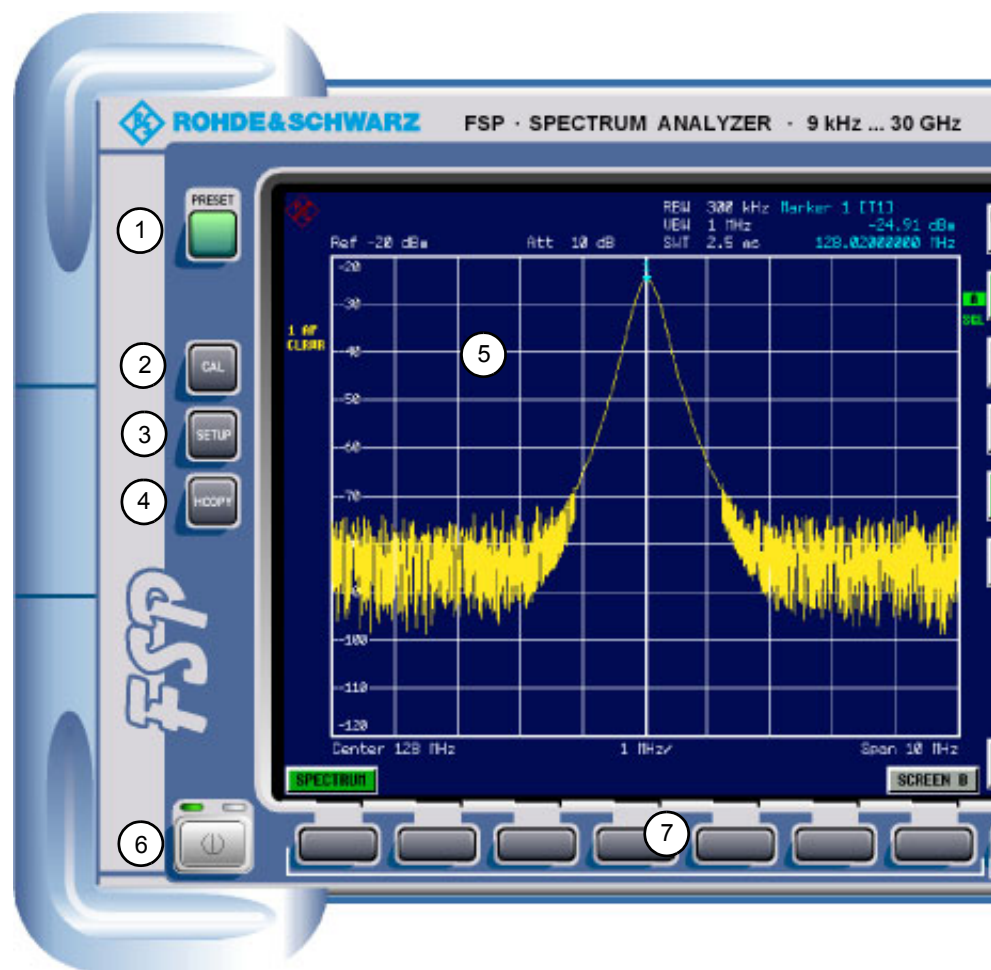 ROHDE&SCHWARZ FSP · SPECTRUM ANALYZER · 9 kHz ... 30 GHz
PRESET
1
RBW 300 kHz Marker 1 [T1]
VBW 1 MHz -24.91 dBm
Ref -20 dBm Att 10 dB SWT 2.5 ms 128.02000000 MHz
-20
1
-30
A
SGL
1 AP
CLRWR
-40
5
2
CAL
-50
3
SETUP
-60
4
HCOPY
-70
-100
FSP
-110
-120
Center 128 MHz 1 MHz/ Span 10 MHz
SPECTRUM
SCREEN B
6
7